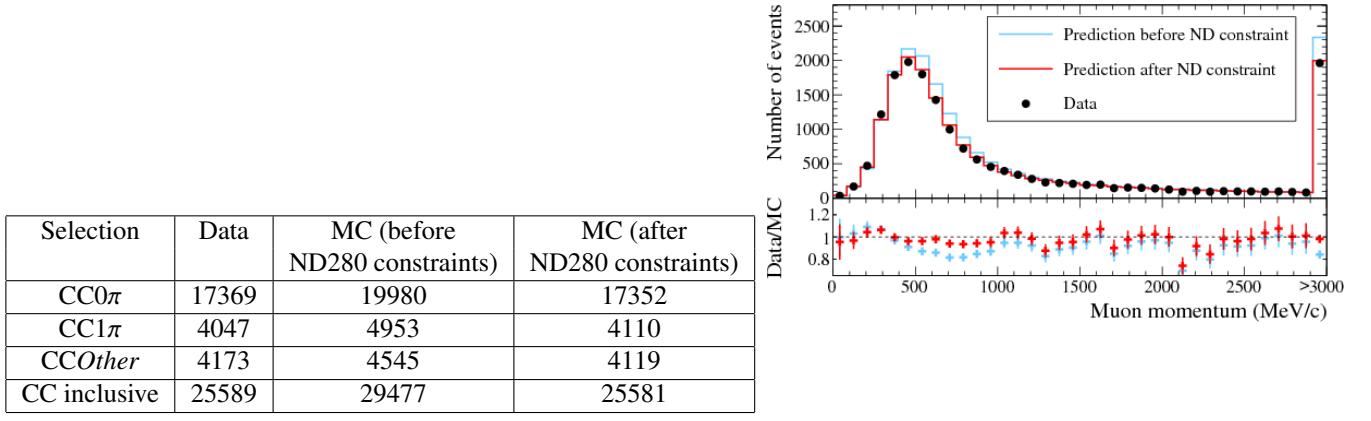 Selection Data MC (before MC (after
ND280 constraints) ND280 constraints)
CC0π 17369 19980 17352
CC1π 4047 4953 4110
CCOther 4173 4545 4119
CC inclusive 25589 29477 25581
Number of events
2500
2000
1500
1000
500
0
Prediction before ND constraint
Prediction after ND constraint
Data
Data/MC
1.2
1
0.8
0 500 1000 1500 2000 2500 >3000
Muon momentum (MeV/c)